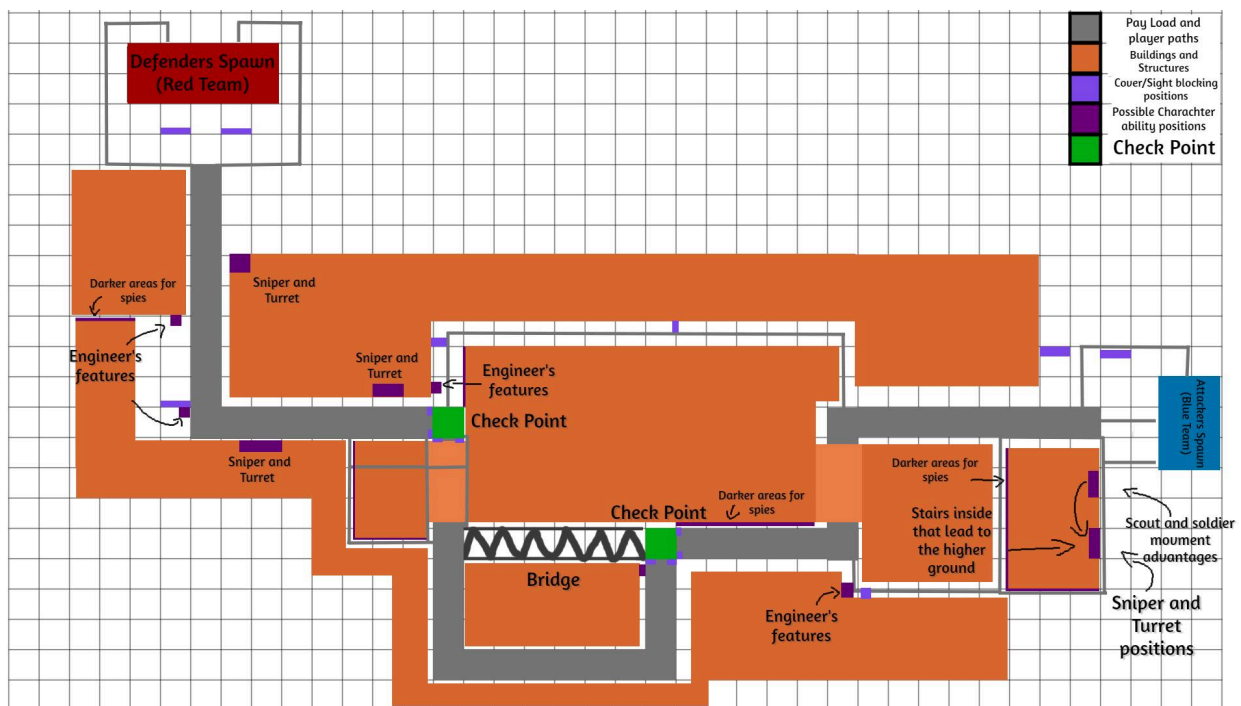 Defenders Spawn
(Red Team)
Pay Load and
player paths
Buildings and
Structures
Cover/Sight blocking
positions
Possible Charachter
ability positions
Check Point
Darker areas for
spies
Sniper and
Turret
Engineer's
features
Sniper and
Turret
Engineer's
features
Check Point
Attackers Spawn
(Blue Team)
Sniper and
Turret
Darker areas for
spies
Darker areas for
spies
Check Point
Stairs inside
that lead to
the higher
ground
Scout and soldier
moument
advantages
Bridge
Engineer's
features
Sniper and
Turret
positions